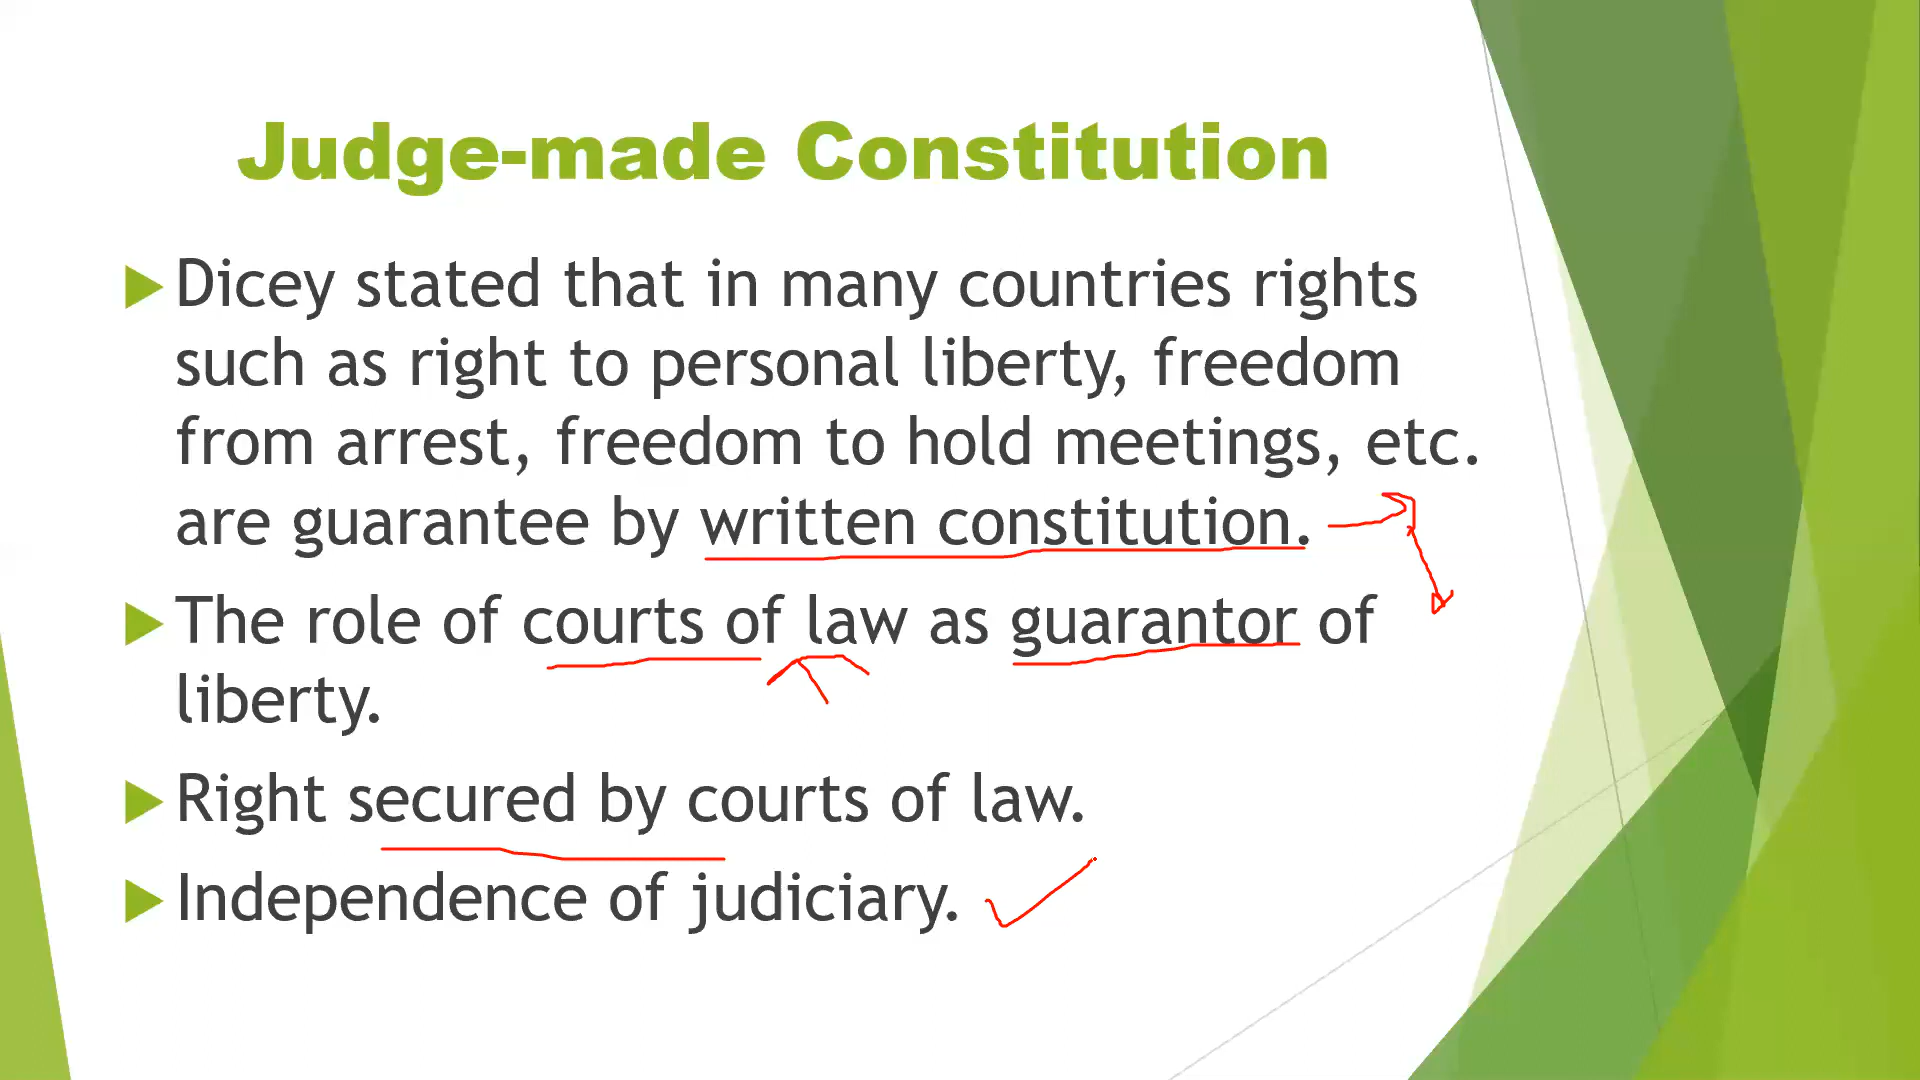 Judge-made Constitution
Dicey stated that in many countries rights
such as right to personal liberty, freedom
from arrest, freedom to hold meetings, etc.
are guarantee by written constitution.
The role of courts of law as guarantor of
liberty.
Right secured by courts of law.
Independence of judiciary.